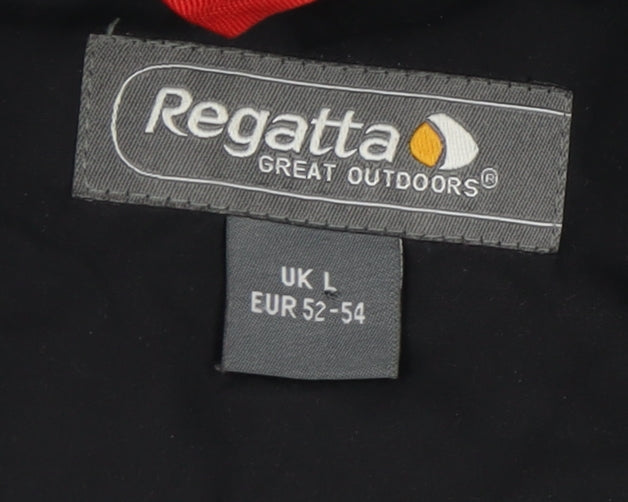 Regatta
GREAT OUTDOORS®
UK L
EUR 52-54